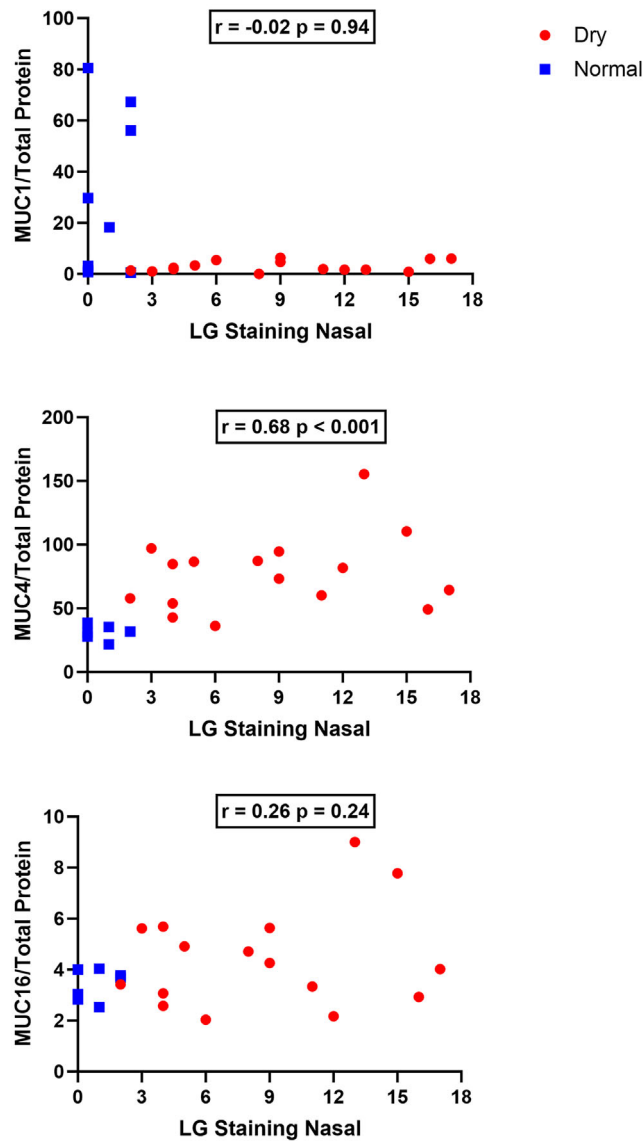 r = -0.02 p = 0.94
Dry
Normal
MUC1/Total Protein
100
80
60
40
20
0
0 3 6 9 12 15 18
LG Staining Nasal
r = 0.68 p < 0.001
MUC4/Total Protein
200
150
100
50
0
0 3 6 9 12 15 18
LG Staining Nasal
r = 0.26 p = 0.24
MUC16/Total Protein
10
8
6
4
2
0
0 3 6 9 12 15 18
LG Staining Nasal